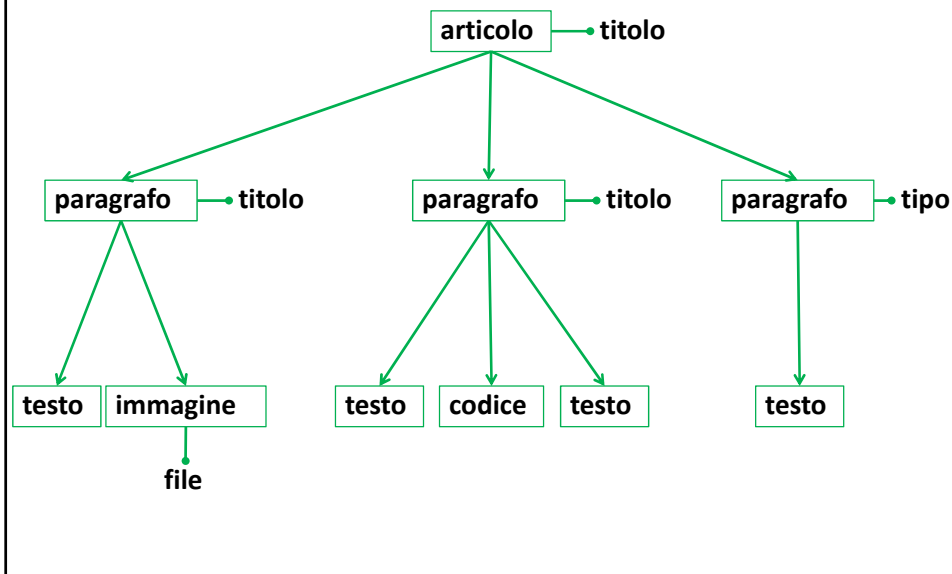 articolo titolo
paragrafo titolo paragrafo titolo paragrafo tipo
testo immagine testo codice testo testo
file